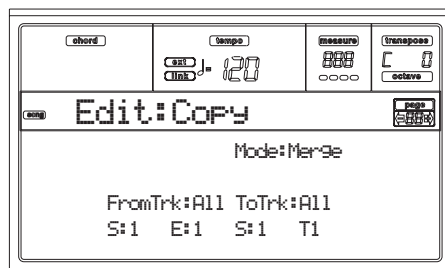 chord tempo measure transpose
ext
link ♩= 120 888 C 0
octave
song Edit:Copy page
88
Mode:Merge
FromTrk:All ToTrk:All
S:1 E:1 S:1 T1